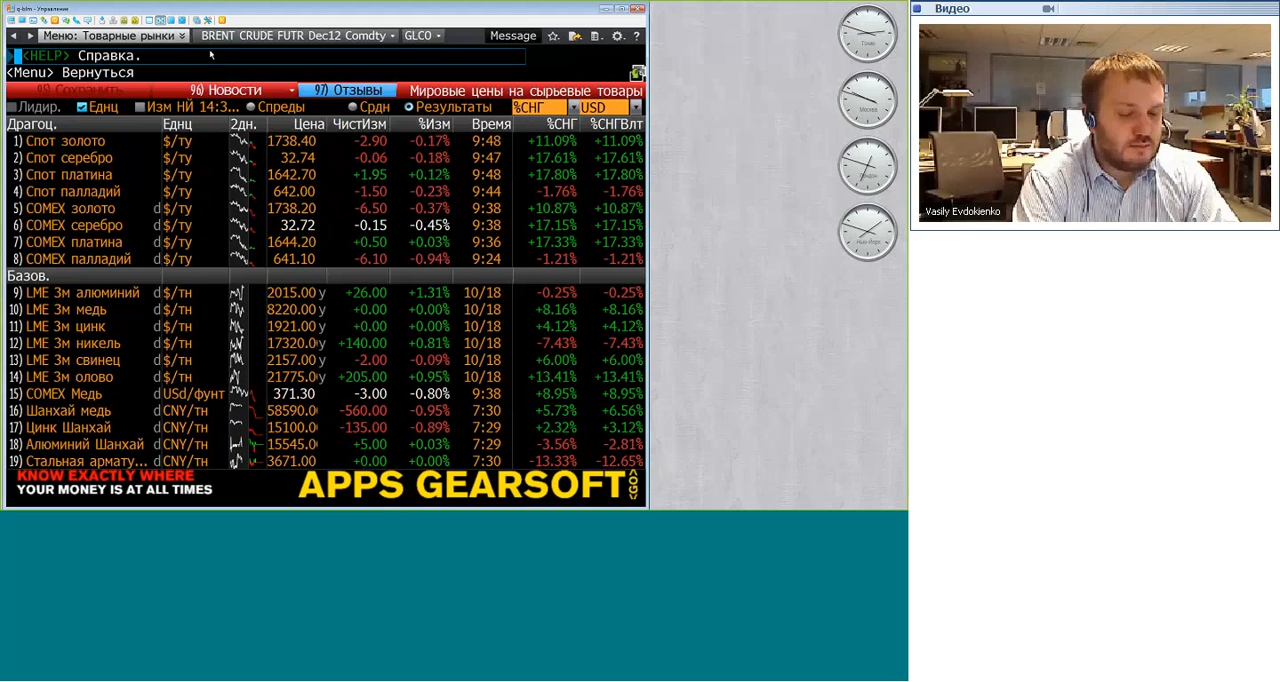 q-blm - Управление
Меню: Товарные рынки BRENT CRUDE FUTR Dec12 Comdty GLCO Message
<HELP> Справка.
<Menu> Вернуться
98 Сохранить 96) Новости 97) Отзывы Мировые цены на сырьевые товары
Лидир. Еднц Изм НЙ 14:3... Спреды Срдн Результаты %СНГ USD
Драгоц. Еднц 2дн. Цена ЧистИзм %Изм Время %СНГ %СНГВлт
1) Спот золото $/ту 1738.40 -2.90 -0.17% 9:48 +11.09% +11.09%
2) Спот серебро $/ту 32.74 -0.06 -0.18% 9:47 +17.61% +17.61%
3) Спот платина $/ту 1642.70 +1.95 +0.12% 9:48 +17.80% +17.80%
4) Спот палладий $/ту 642.00 -1.50 -0.23% 9:44 -1.76% -1.76%
5) COMEX золото d $/ту 1738.20 -6.50 -0.37% 9:38 +10.87% +10.87%
6) COMEX серебро d $/ту 32.72 -0.15 -0.45% 9:38 +17.15% +17.15%
7) COMEX платина d $/ту 1644.20 +0.50 +0.03% 9:36 +17.33% +17.33%
8) COMEX палладий d $/ту 641.10 -6.10 -0.94% 9:24 -1.21% -1.21%
Базов.
9) LME 3м алюминий d $/тн 2015.00 y +26.00 +1.31% 10/18 -0.25% -0.25%
10) LME 3м медь d $/тн 8220.00 y +0.00 +0.00% 10/18 +8.16% +8.16%
11) LME 3м цинк d $/тн 1921.00 y +0.00 +0.00% 10/18 +4.12% +4.12%
12) LME 3м никель d $/тн 17320.00 y +140.00 +0.81% 10/18 -7.43% -7.43%
13) LME 3м свинец d $/тн 2157.00 y -2.00 -0.09% 10/18 +6.00% +6.00%
14) LME 3м олово d $/тн 21775.00 y +205.00 +0.95% 10/18 +13.41% +13.41%
15) COMEX Медь d USd/фунт 371.30 -3.00 -0.80% 9:38 +8.95% +8.95%
16) Шанхай медь d CNY/тн 58590.0 -560.00 -0.95% 7:30 +5.73% +6.56%
17) Цинк Шанхай d CNY/тн 15100.0 -135.00 -0.89% 7:29 +2.32% +3.12%
18) Алюминий Шанхай d CNY/тн 15545.0 +5.00 +0.03% 7:29 -3.56% -2.81%
19) Стальная армату... d CNY/тн 3671.00 +0.00 +0.00% 7:30 -13.33% -12.65%
KNOW EXACTLY WHERE
YOUR MONEY IS AT ALL TIMES
APPS GEARSOFT
Токио
Москва
Лондон
Нью-Йорк
Видео
Vasily Evdokienko